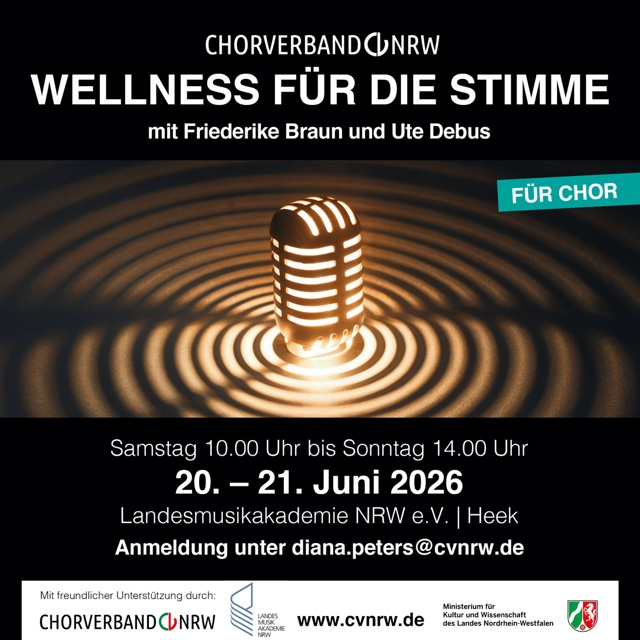 CHORVERBAND NRW
WELLNESS FÜR DIE STIMME
mit Friederike Braun und Ute Debus
FÜR CHOR
Samstag 10.00 Uhr bis Sonntag 14.00 Uhr
20. – 21. Juni 2026
Landesmusikakademie NRW e.V. | Heek
Anmeldung unter diana.peters@cvnrw.de
Mit freundlicher Unterstützung durch:
CHORVERBAND NRW
LANDES
MUSIK
AKADEMIE
NRW
www.cvnrw.de
Ministerium für
Kultur und Wissenschaft
des Landes Nordrhein-Westfalen